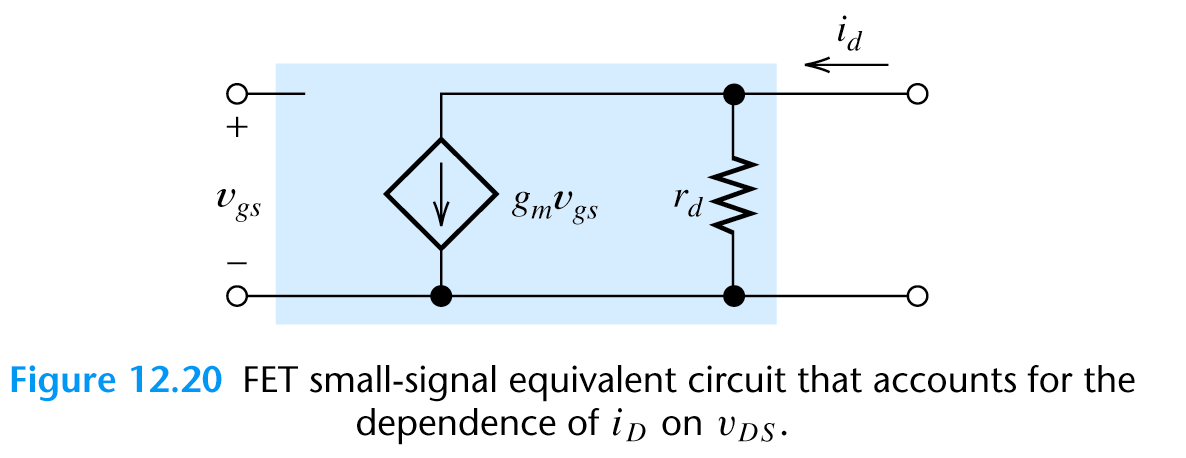 i_d
+
v_gs
g_m v_gs
r_d
−
Figure 12.20 FET small-signal equivalent circuit that accounts for the
dependence of i_D on v_DS.